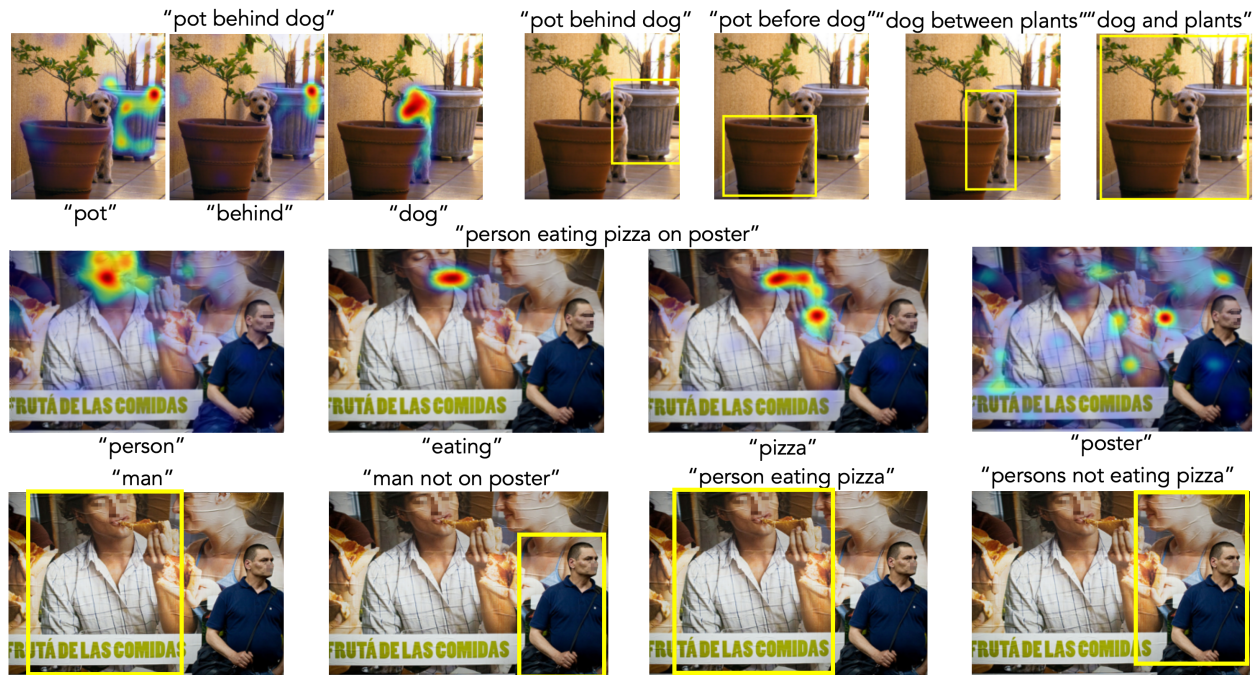 “pot behind dog”
“pot behind dog”
“pot before dog”
“dog between plants”
“dog and plants”
“pot”
“behind”
“dog”
“person eating pizza on poster”
FRUTÁ DE LAS COMIDAS
FRUTÁ DE LAS COMIDAS
FRUTÁ DE LAS COMIDAS
FRUTÁ DE LAS COMIDAS
“person”
“eating”
“pizza”
“poster”
“man”
“man not on poster”
“person eating pizza”
“persons not eating pizza”
FRUTÁ DE LAS COMIDAS
FRUTÁ DE LAS COMIDAS
FRUTÁ DE LAS COMIDAS
FRUTÁ DE LAS COMIDAS